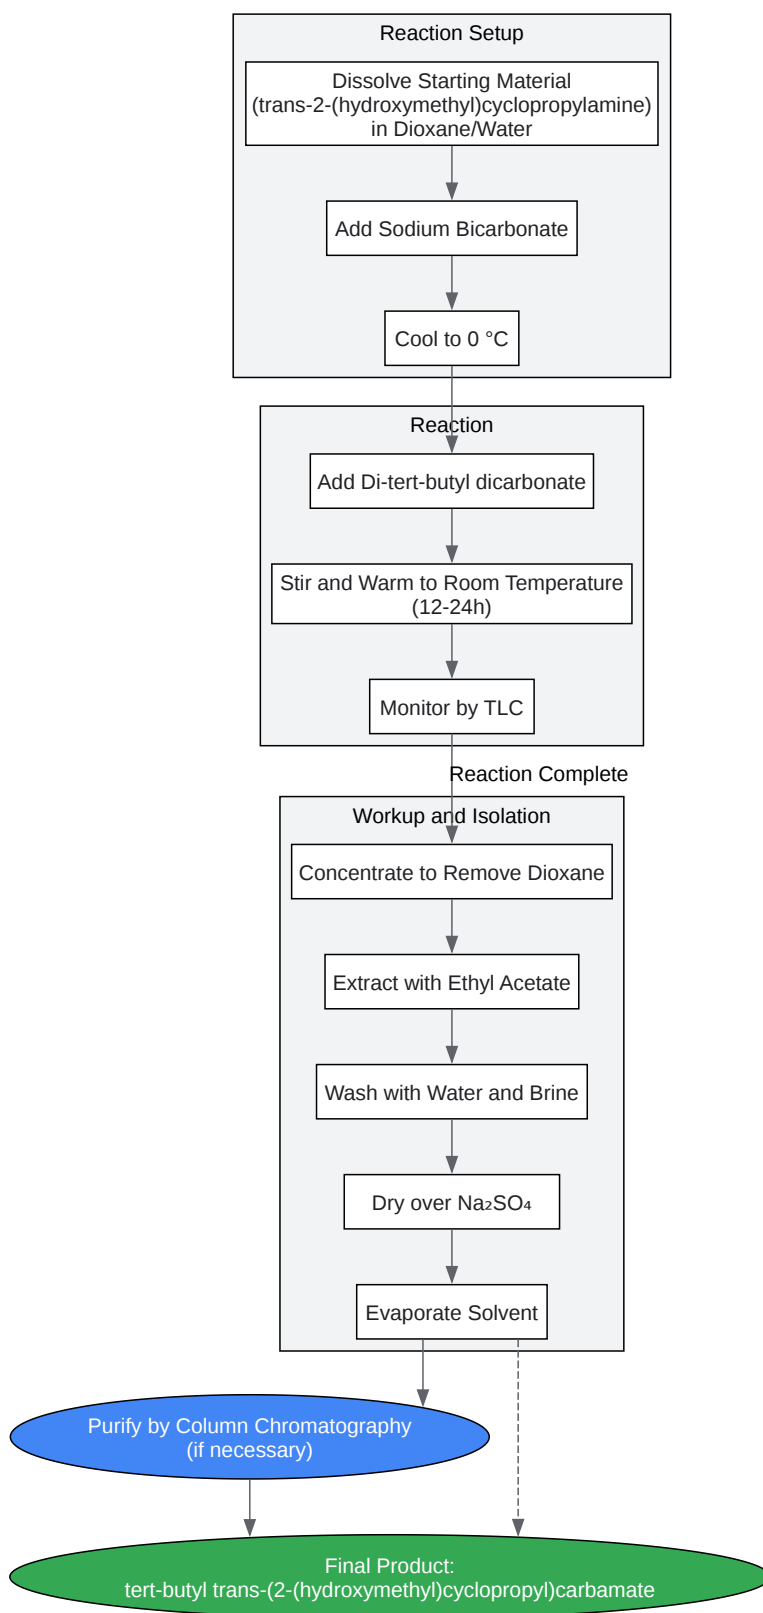 Reaction Setup
Dissolve Starting Material
(trans-2-(hydroxymethyl)cyclopropylamine)
in Dioxane/Water
Add Sodium Bicarbonate
Cool to 0 °C
Reaction
Add Di-tert-butyl dicarbonate
Stir and Warm to Room Temperature
(12-24h)
Monitor by TLC
Reaction Complete
Workup and Isolation
Concentrate to Remove Dioxane
Extract with Ethyl Acetate
Wash with Water and Brine
Dry over Na₂SO₄
Evaporate Solvent
Purify by Column Chromatography
(if necessary)
Final Product:
tert-butyl trans-(2-(hydroxymethyl)cyclopropyl)carbamate